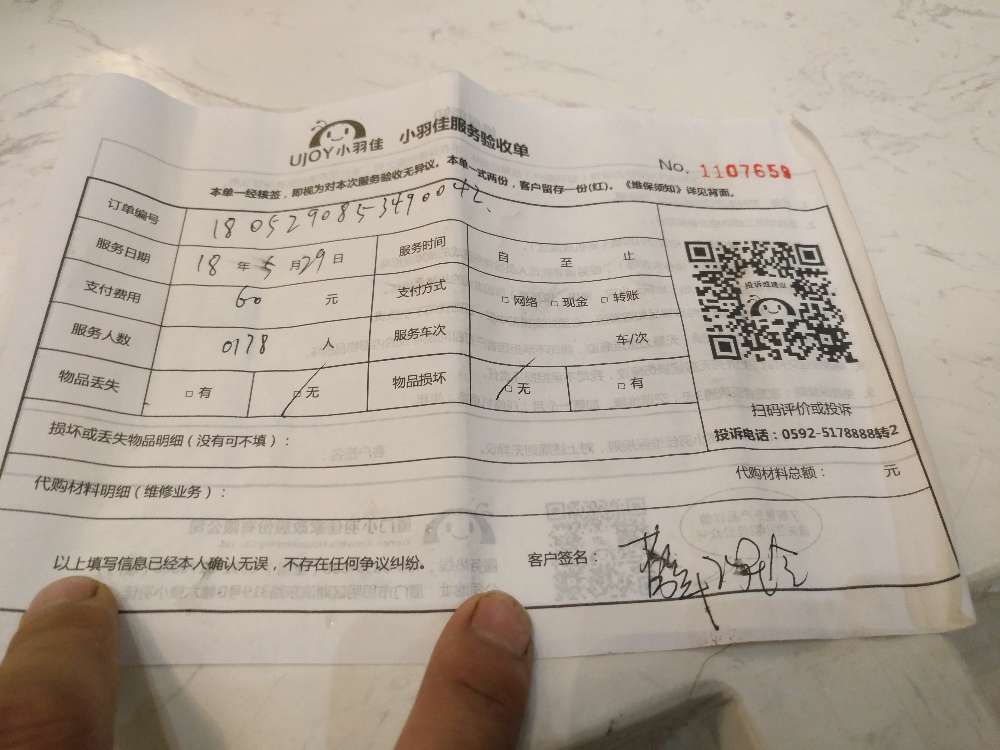 UJOY小羽佳 小羽佳服务验收单
No. 1107658
本单一经接签，即视为对本次服务验收无异议。本单一式两份，客户留存一份(红)。《维保须知》详见背面。
订单编号 180529085349004
服务日期 18 年 5 月 29 日 服务时间 自 至 止
支付费用 60 元 支付方式 □ 网络 □ 现金 □ 转账
服务人数 0178 人 服务车次 车/次
物品丢失 □ 有 □ 无 物品损坏 □ 无 □ 有
投诉或建议
扫码评价或投诉
投诉电话：0592-5178888转2
损坏或丢失物品明细（没有可不填）：
代购材料明细（维修业务）： 代购材料总额： 元
以上填写信息已经本人确认无误，不存在任何争议纠纷。 客户签名：